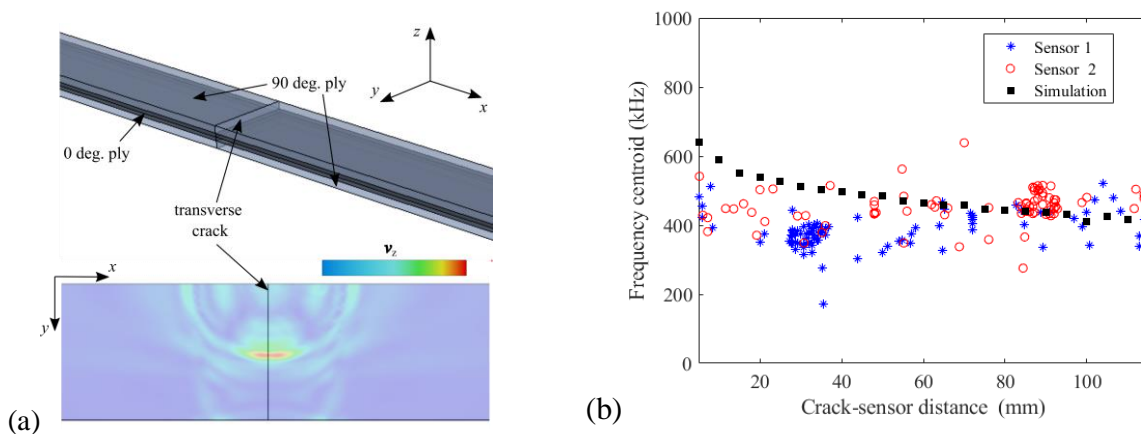 z
y
x
90 deg. ply
0 deg. ply
transverse
crack
vz
x
y
(a)
1000
800
600
400
200
0
Frequency centroid (kHz)
20
40
60
80
100
Crack-sensor distance (mm)
Sensor 1
Sensor 2
Simulation
(b)